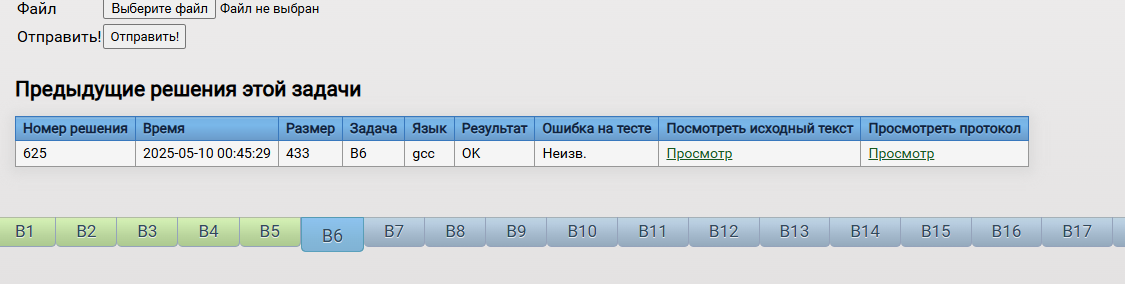 Файл Выберите файл Файл не выбран
Отправить! Отправить!
Предыдущие решения этой задачи
Номер решения Время Размер Задача Язык Результат Ошибка на тесте Посмотреть исходный текст Просмотреть протокол
625 2025-05-10 00:45:29 433 B6 gcc OK Неизв. Просмотр Просмотр
B1 B2 B3 B4 B5 B6 B7 B8 B9 B10 B11 B12 B13 B14 B15 B16 B17